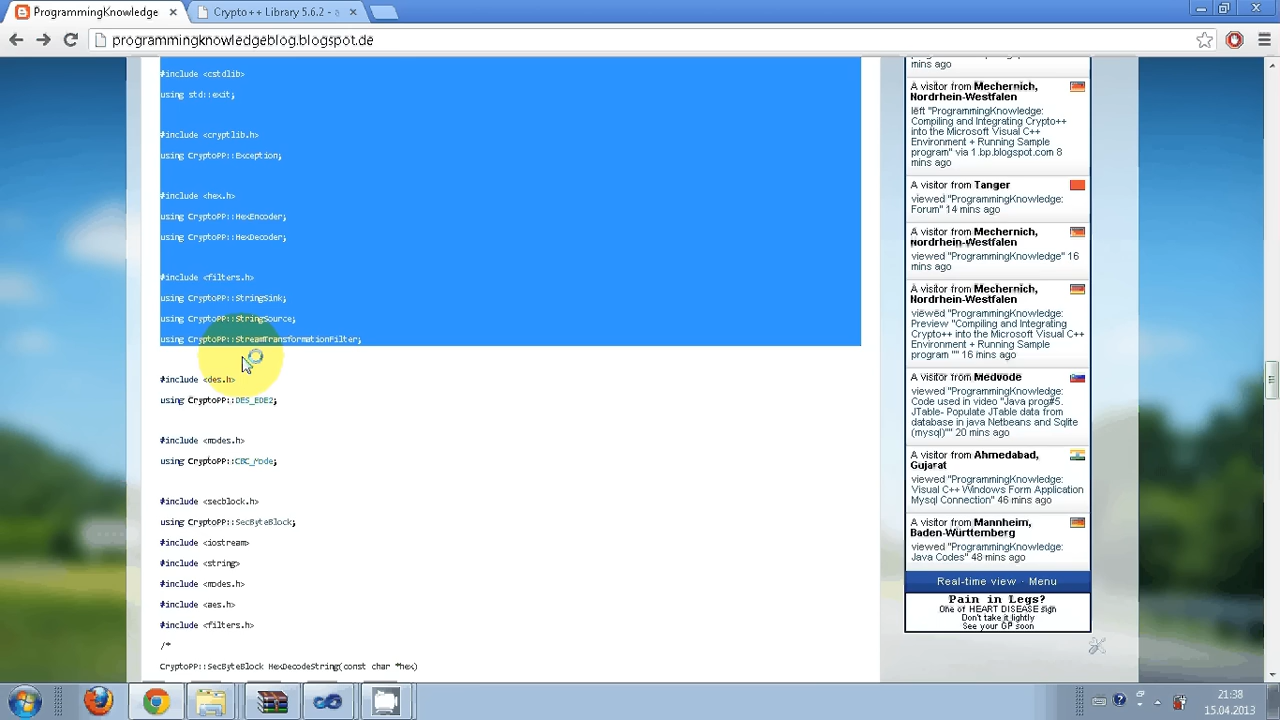 ProgrammingKnowledge
Crypto++ Library 5.6.2 - a
programmingknowledgeblog.blogspot.de
#include <cstdlib>
using std::exit;
#include <cryptlib.h>
using CryptoPP::Exception;
#include <hex.h>
using CryptoPP::HexEncoder;
using CryptoPP::HexDecoder;
#include <filters.h>
using CryptoPP::StringSink;
using CryptoPP::StringSource;
using CryptoPP::StreamTransformationFilter;
#include <des.h>
using CryptoPP::DES_EDE2;
#include <modes.h>
using CryptoPP::CBC_Mode;
#include <secblock.h>
using CryptoPP::SecByteBlock;
#include <iostream>
#include <string>
#include <modes.h>
#include <aes.h>
#include <filters.h>
/*
CryptoPP::SecByteBlock HexDecodeString(const char *hex)
mins ago
A visitor from Mechernich,
Nordrhein-Westfalen
left "ProgrammingKnowledge:
Compiling and Integrating Crypto++
into the Microsoft Visual C++
Environment + Running Sample
program" via 1.bp.blogspot.com 8
mins ago
A visitor from Tanger
viewed "ProgrammingKnowledge:
Forum" 14 mins ago
A visitor from Mechernich,
Nordrhein-Westfalen
viewed "ProgrammingKnowledge" 16
mins ago
A visitor from Mechernich,
Nordrhein-Westfalen
viewed "ProgrammingKnowledge:
Preview "Compiling and Integrating
Crypto++ into the Microsoft Visual C++
Environment + Running Sample
program "" 16 mins ago
A visitor from Medvode
viewed "ProgrammingKnowledge:
Code used in video "Java prog#5.
JTable- Populate JTable data from
database in java Netbeans and Sqlite
(mysql)"" 20 mins ago
A visitor from Ahmedabad,
Gujarat
viewed "ProgrammingKnowledge:
Visual C++ Windows Form Application
Mysql Connection" 46 mins ago
A visitor from Mannheim,
Baden-Württemberg
viewed "ProgrammingKnowledge:
Java Codes" 48 mins ago
Real-time view · Menu
Pain in Legs?
One of HEART DISEASE sigh
Don't take it lightly
See your GP soon
21:38
15.04.2013